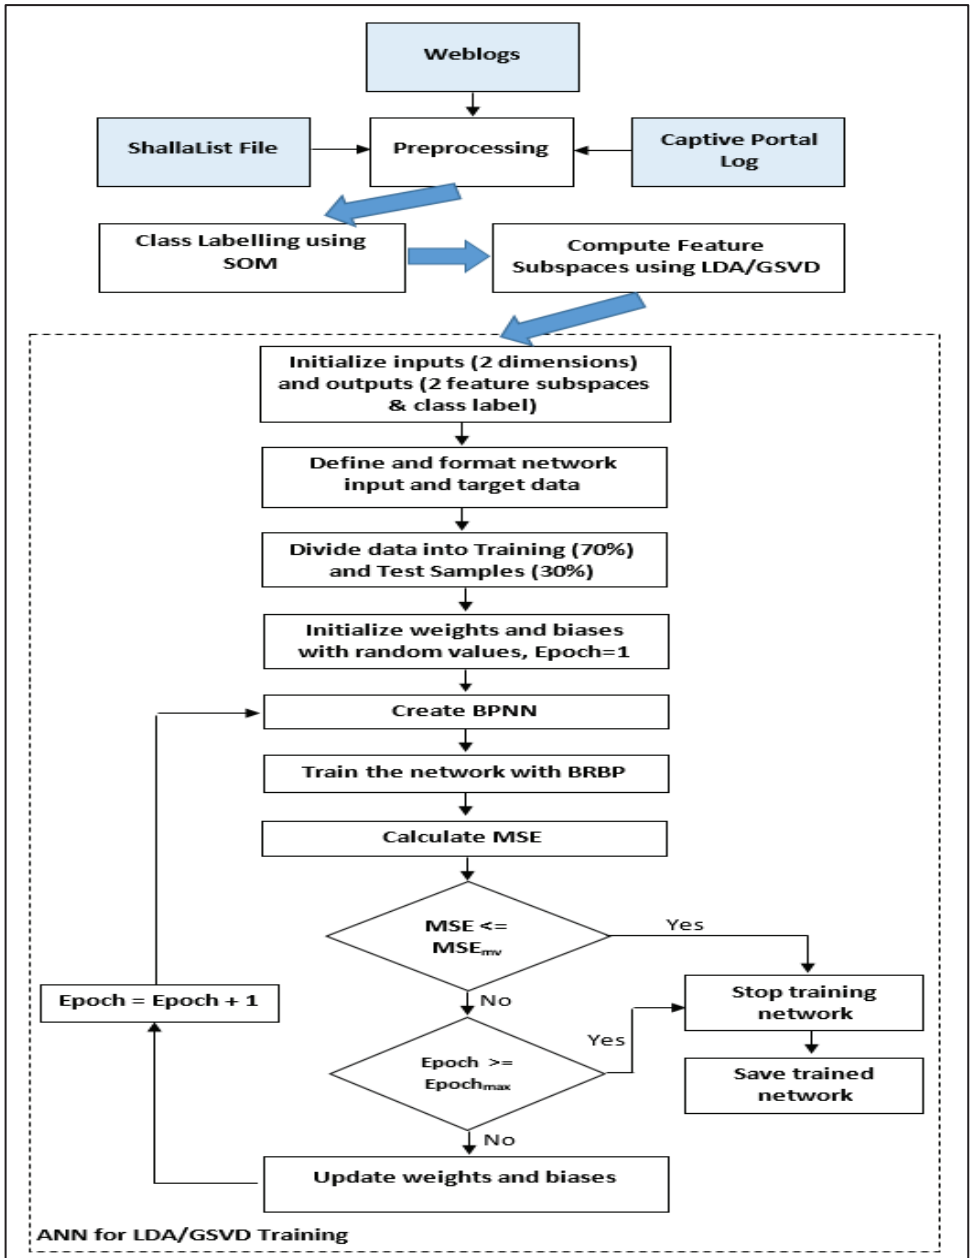 Weblogs
ShallaList File
Preprocessing
Captive Portal
Log
Class Labelling using
SOM
Compute Feature
Subspaces using LDA/GSVD
Initialize inputs (2 dimensions)
and outputs (2 feature subspaces
& class label)
Define and format network
input and target data
Divide data into Training (70%)
and Test Samples (30%)
Initialize weights and biases
with random values, Epoch=1
Create BPNN
Train the network with BRBP
Calculate MSE
MSE <=
MSEmv
Yes
No
Epoch = Epoch + 1
Stop training
network
Epoch >=
Epochmax
Yes
Save trained
network
No
Update weights and biases
ANN for LDA/GSVD Training